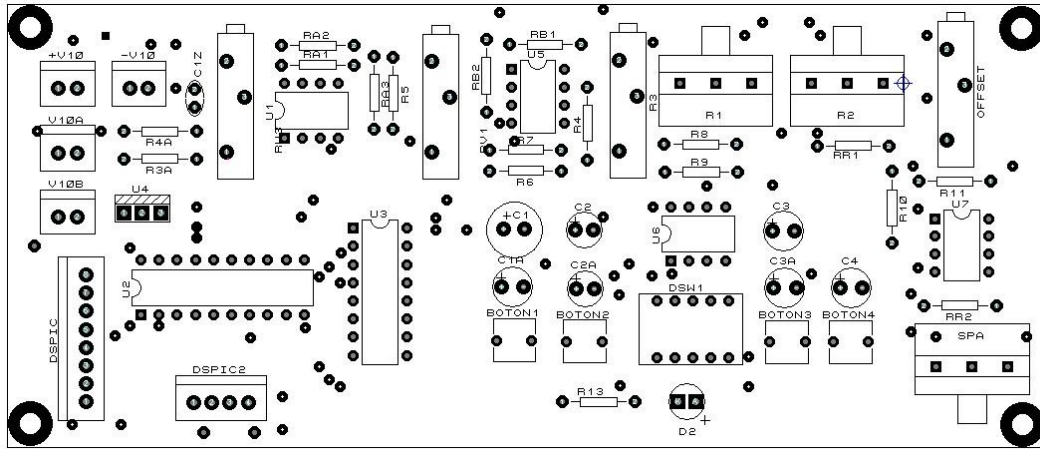 +V10
-V10
C1Z
RA2
RA1
U1
RV3
RA3
R5
RB1
U5
RB2
RV1
R7
R6
R4
R3
R1
R2
OFFSET
R4A
R3A
V10A
V10B
U4
R8
R9
RR1
R10
R11
U7
U3
C1
C2
U6
C3
U2
C1A
C2A
DSW1
C3A
C4
BOTON1
BOTON2
BOTON3
BOTON4
RR2
SPA
DSPIC
DSPIC2
R13
D2